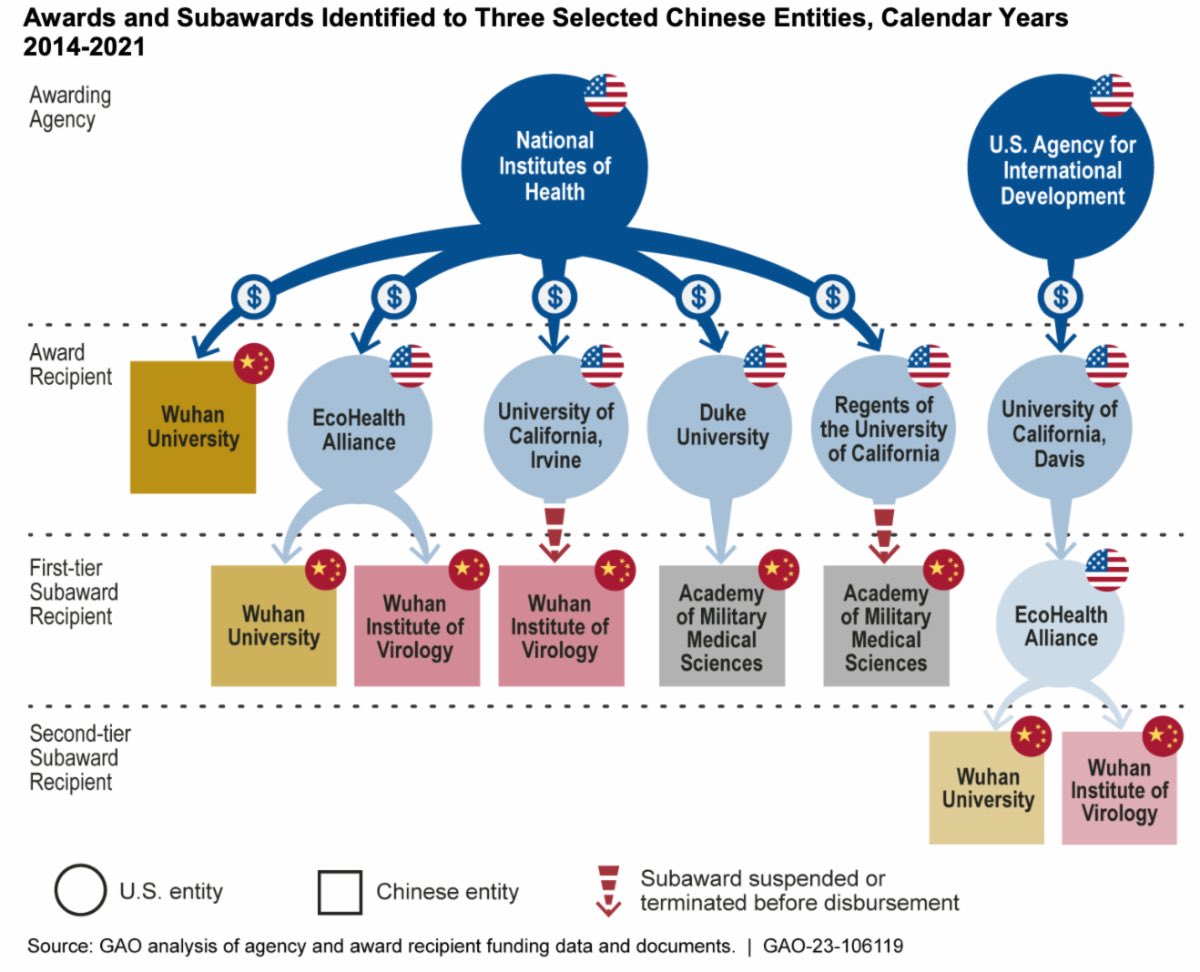 Awards and Subawards Identified to Three Selected Chinese Entities, Calendar Years
2014-2021
Awarding
Agency
National
Institutes of
Health
U.S. Agency for
International
Development
$
$
$
$
$
$
Award
Recipient
Wuhan
University
EcoHealth
Alliance
University of
California,
Irvine
Duke
University
Regents of
the University
of California
University of
California,
Davis
First-tier
Subaward
Recipient
Wuhan
University
Wuhan
Institute of
Virology
Wuhan
Institute of
Virology
Academy
of Military
Medical
Sciences
Academy
of Military
Medical
Sciences
EcoHealth
Alliance
Second-tier
Subaward
Recipient
Wuhan
University
Wuhan
Institute of
Virology
U.S. entity
Chinese entity
Subaward suspended or
terminated before disbursement
Source: GAO analysis of agency and award recipient funding data and documents. | GAO-23-106119